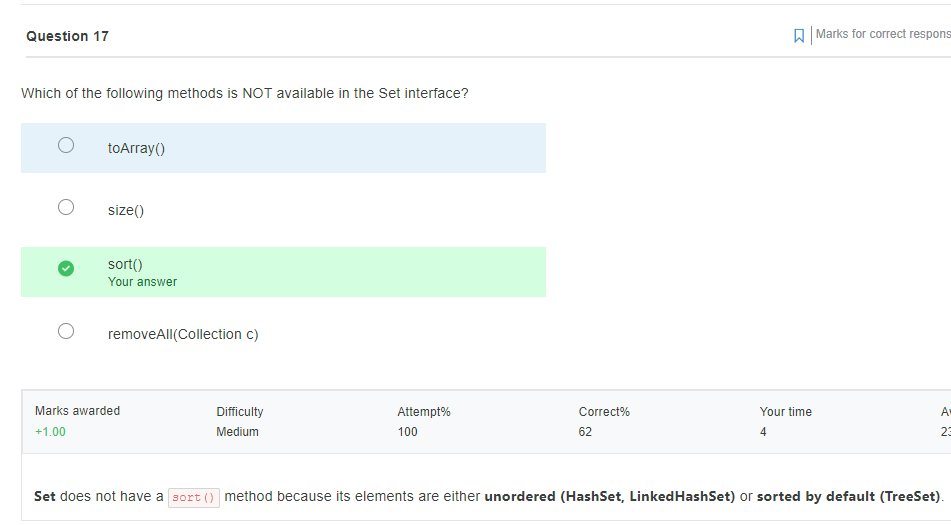 Question 17
Marks for correct respons
Which of the following methods is NOT available in the Set interface?
toArray()
size()
sort()
Your answer
removeAll(Collection c)
Marks awarded Difficulty Attempt% Correct% Your time A
+1.00 Medium 100 62 4 23
Set does not have a sort() method because its elements are either unordered (HashSet, LinkedHashSet) or sorted by default (TreeSet).